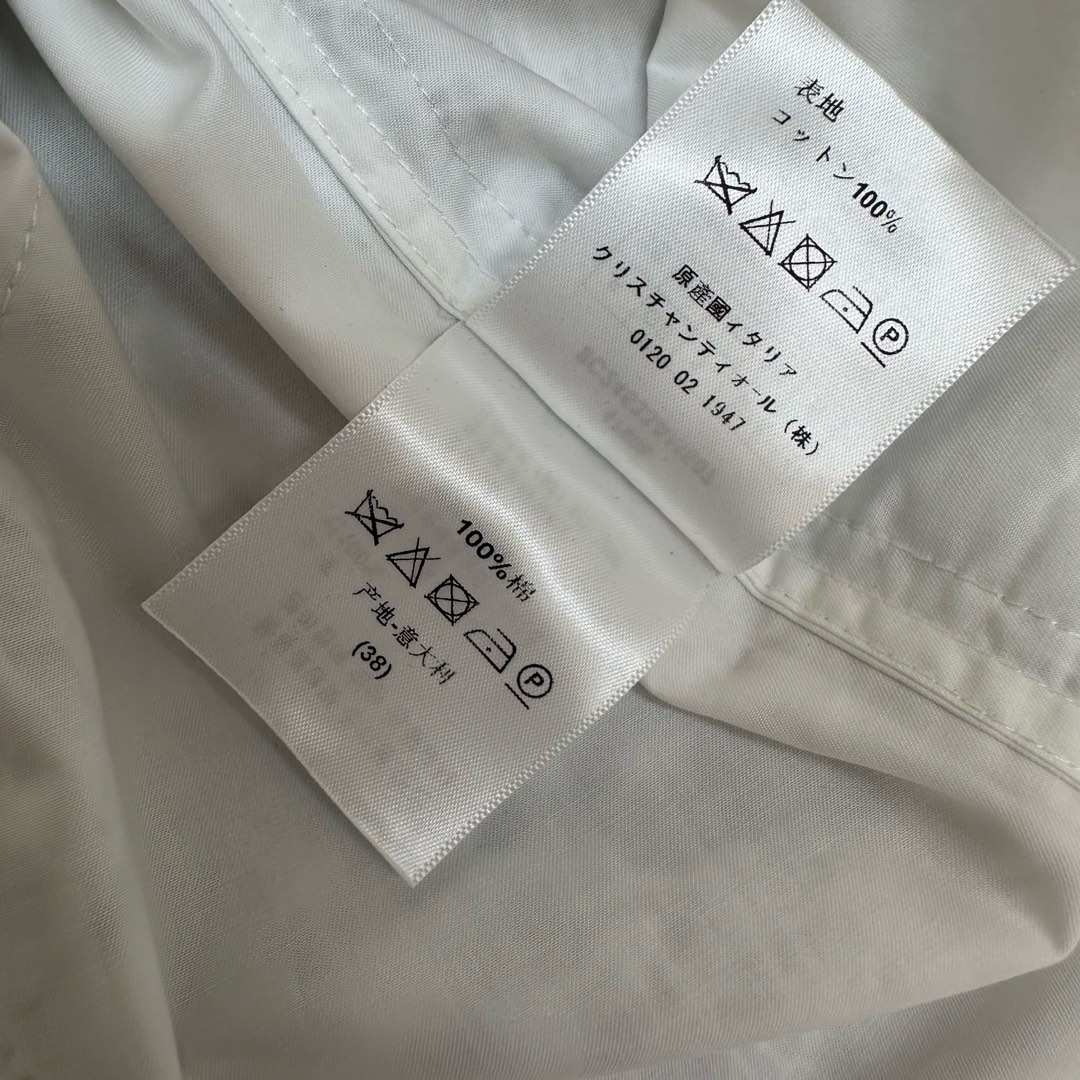 表地
コットン100%
P
原産國イタリア
クリスチャンディオール (株)
0120 02 1947
100%棉
P
产地-意大利
(38)